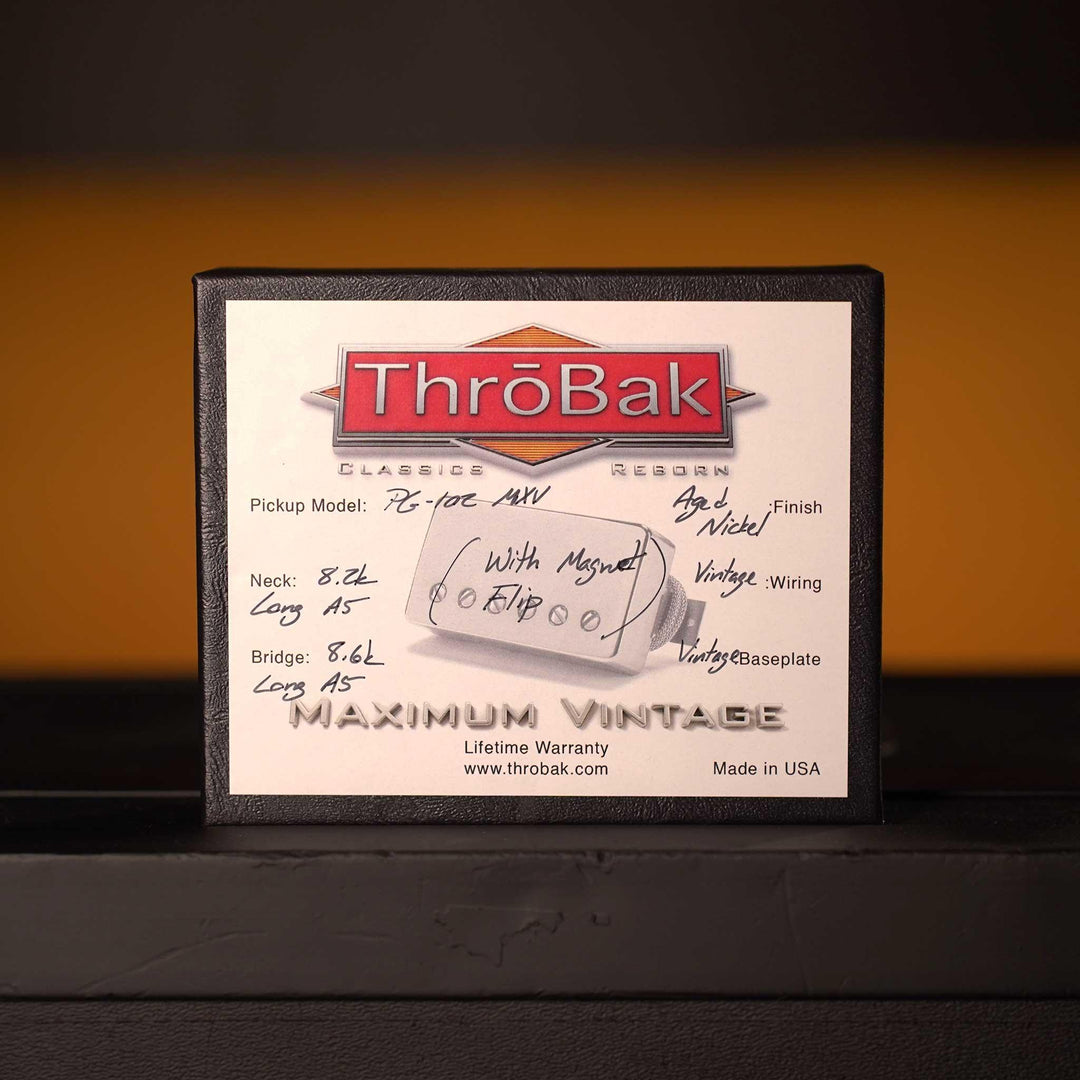 ThrōBak
CLASSICS REBORN
Pickup Model: PG-102 MXV
Aged Nickel :Finish
(With Magnet
Flip)
Neck: 8.2k
Long A5
Vintage :Wiring
Bridge: 8.6k
Long A5
Vintage :Baseplate
MAXIMUM VINTAGE
Lifetime Warranty
www.throbak.com
Made in USA